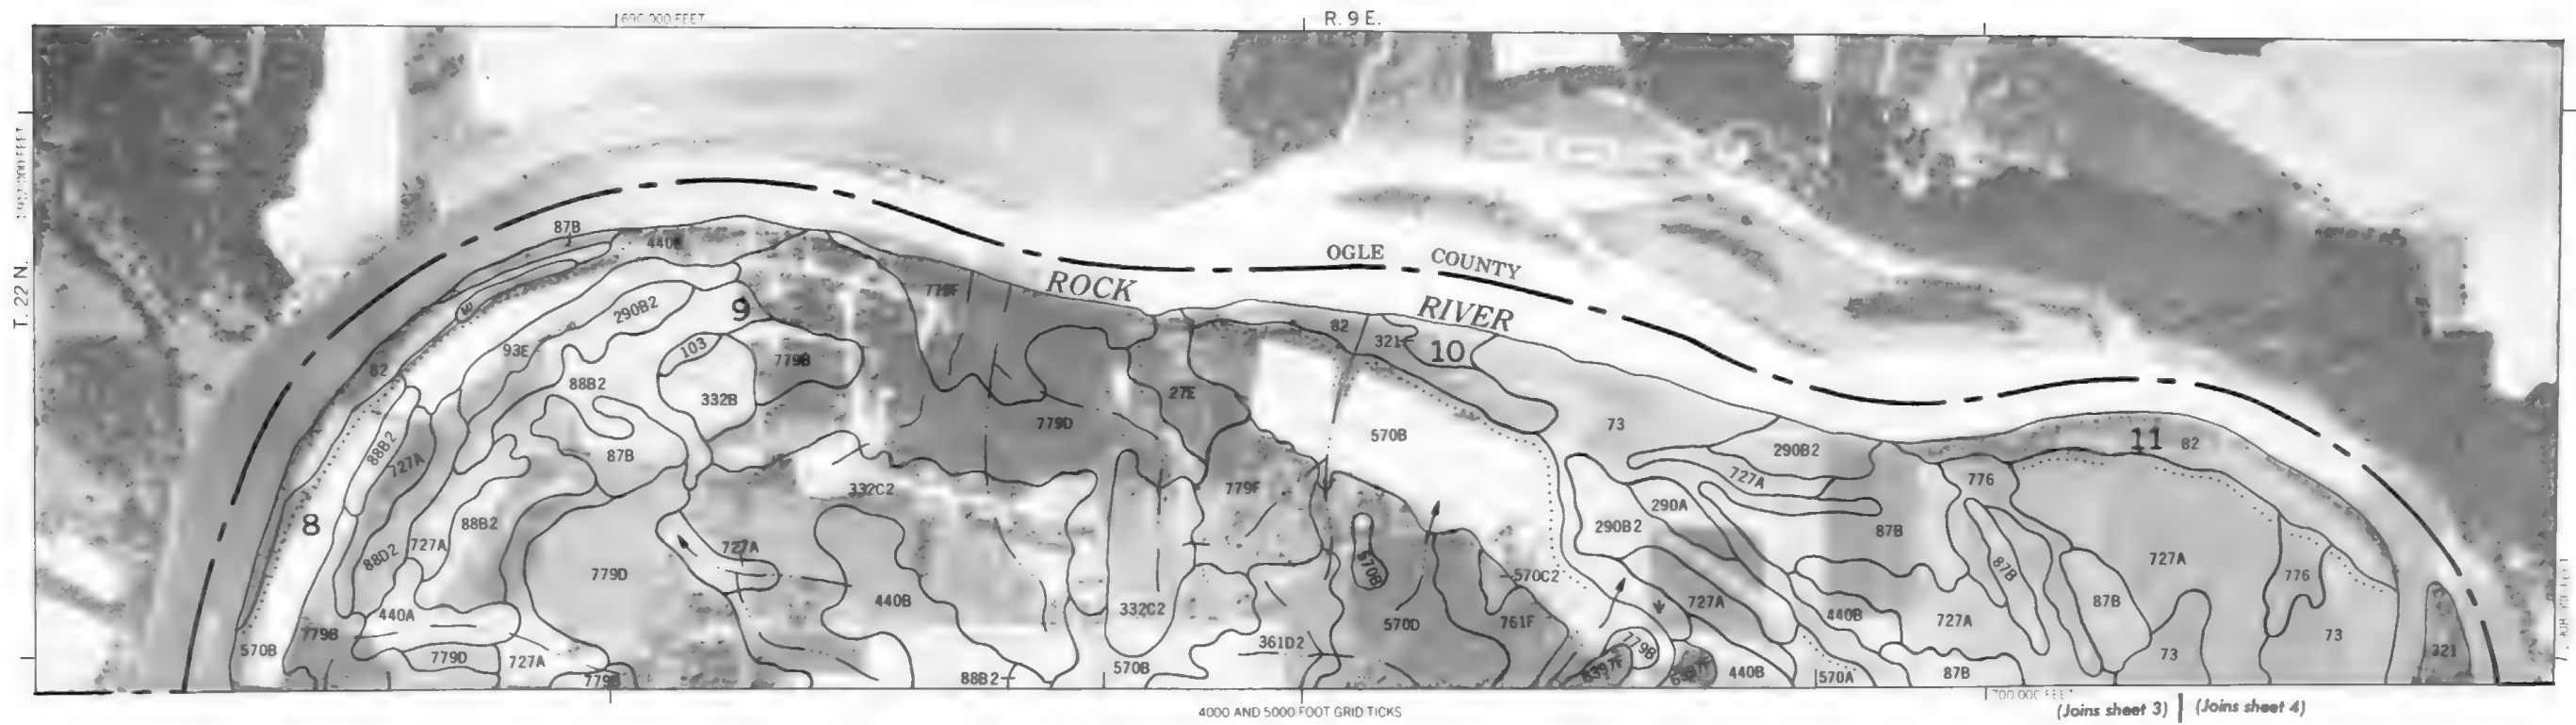 690 000 FEET
R. 9 E.
T. 22 N.
87B
440B
OGLE COUNTY
ROCK RIVER
779F
290B2
9
W
82
321
10
93E
103
779B
82
88B2
332B
27E
779D
73
570B
290B2
11
82
88B2
727A
87B
727A
776
332C2
779F
290A
8
88B2
290B2
87B
727A
727A
727A
88D2
779D
570B
570C2
87B
776
440B
332C2
727A
87B
440A
440B
727A
570D
761F
779B
361D2
73
779B
570B
779D
727A
570B
73
321
88B2
440B
570A
87B
700 000 FEET
4000 AND 5000 FOOT GRID TICKS
(Joins sheet 3) | (Joins sheet 4)